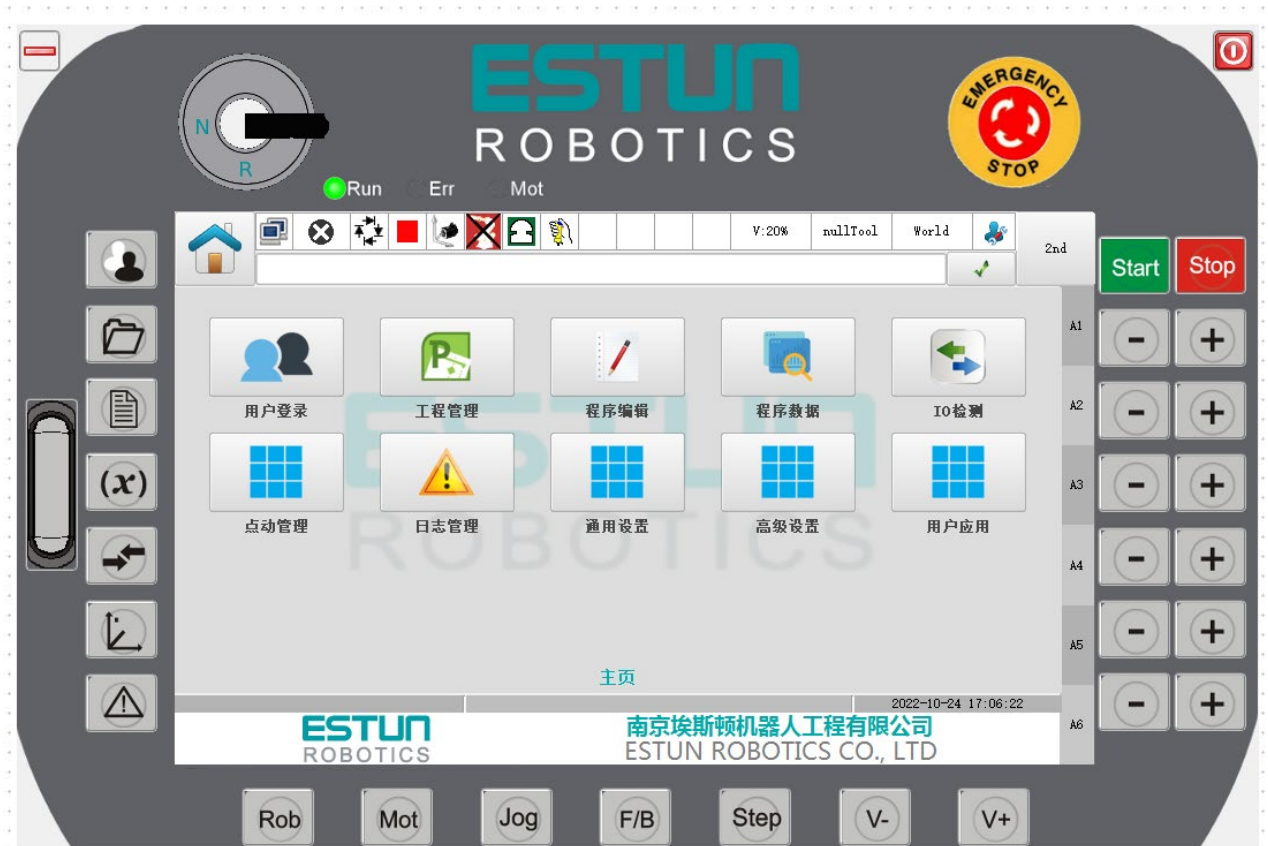 ESTUN
ROBOTICS
N
R
EMERGENCY
STOP
Run Err Mot
V:20% nullTool World
2nd
Start Stop
用户登录 工程管理 程序编辑 程序数据 IO检测
点动管理 日志管理 通用设置 高级设置 用户应用
(x)
A1
A2
A3
A4
A5
A6
ESTUN
ROBOTICS
主页
2022-10-24 17:06:22
ESTUN
ROBOTICS
南京埃斯顿机器人工程有限公司
ESTUN ROBOTICS CO., LTD
Rob Mot Jog F/B Step V- V+